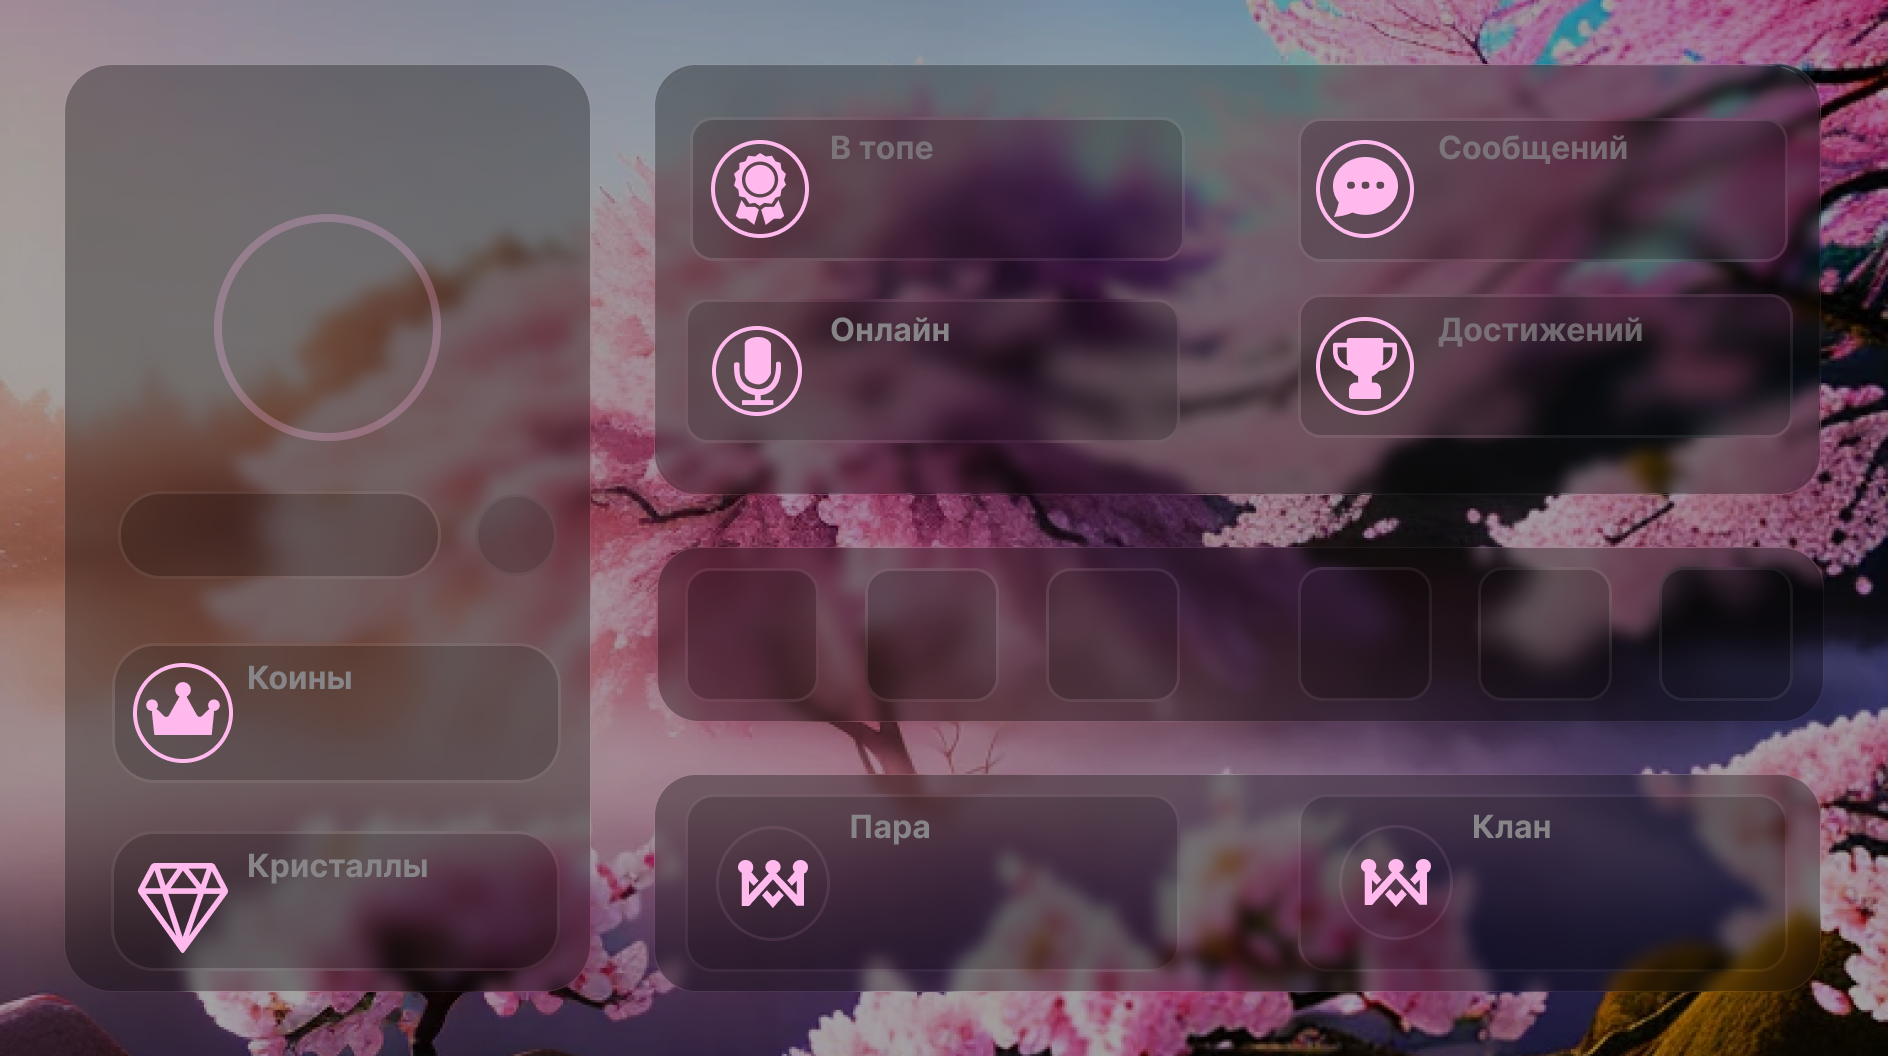 В топе
Сообщений
Онлайн
Достижений
Коины
Кристаллы
Пара
Клан